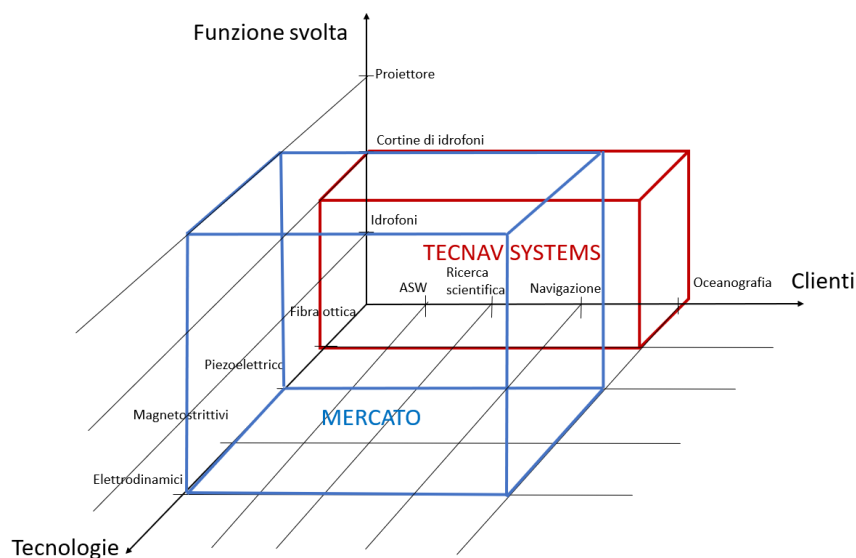 Funzione svolta
Proiettore
Cortine di idrofoni
Idrofoni
TECNAV SYSTEMS
Ricerca
scientifica
ASW
Navigazione
Oceanografia
Clienti
Fibra ottica
Piezoelettricc
MERCATO
Magnetostrittivi
Elettrodinamici
Tecnologie